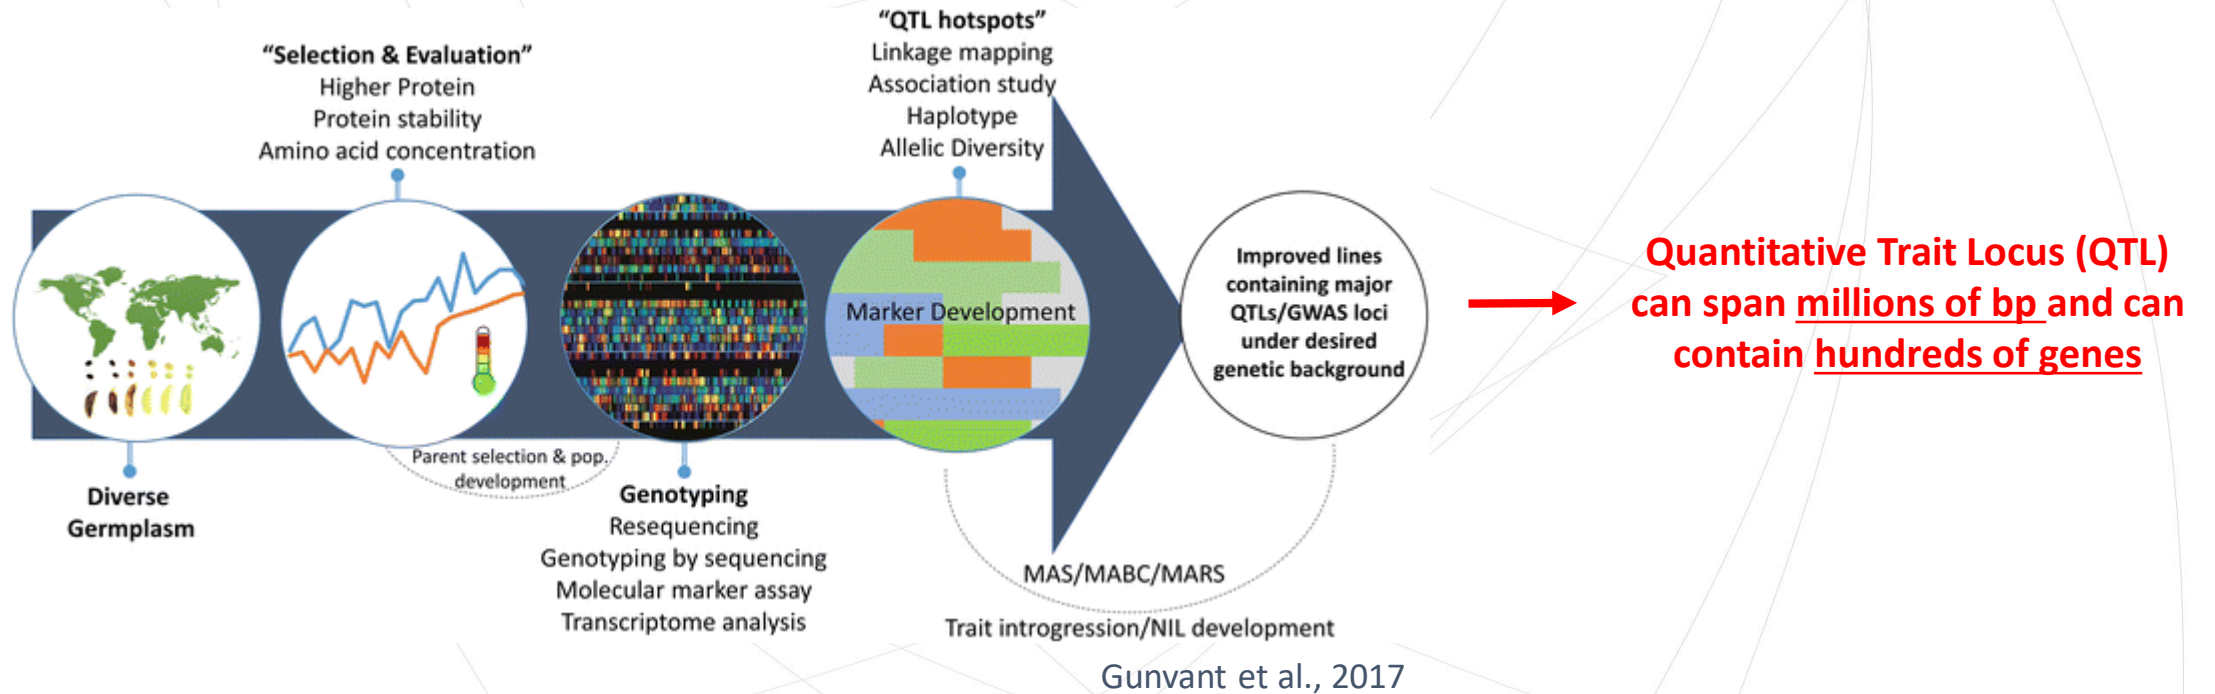 “Selection & Evaluation”
Higher Protein
Protein stability
Amino acid concentration
“QTL hotspots”
Linkage mapping
Association study
Haplotype
Allelic Diversity
Marker Development
Improved lines
containing major
QTLs/GWAS loci
under desired
genetic background
Quantitative Trait Locus (QTL)
can span millions of bp and can
contain hundreds of genes
Diverse
Germplasm
Parent selection & pop.
development
Genotyping
Resequencing
Genotyping by sequencing
Molecular marker assay
Transcriptome analysis
MAS/MABC/MARS
Trait introgression/NIL development
Gunvant et al., 2017